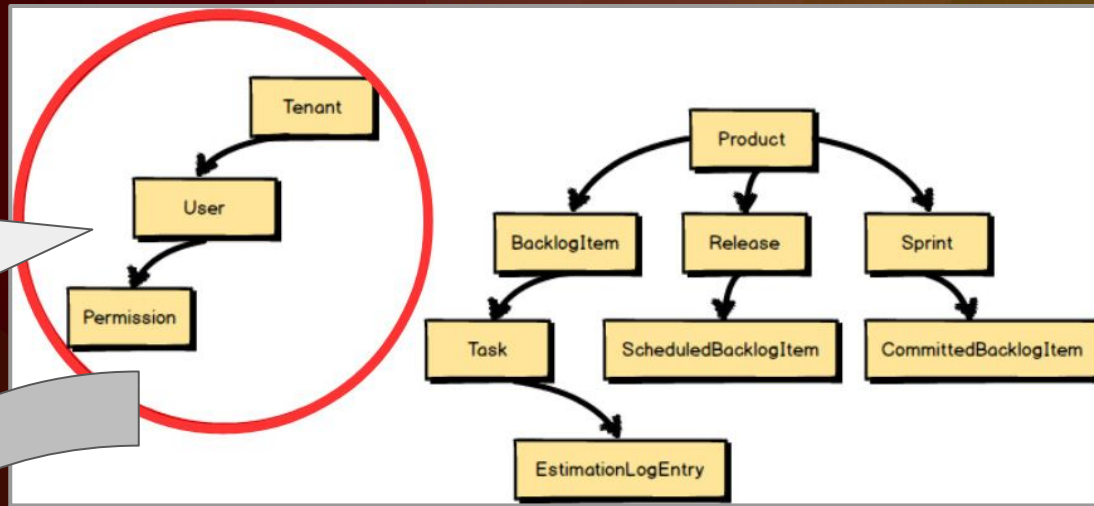 Tenant
User
Permission
Product
BacklogItem
Release
Sprint
Task
ScheduledBacklogItem
CommittedBacklogItem
EstimationLogEntry